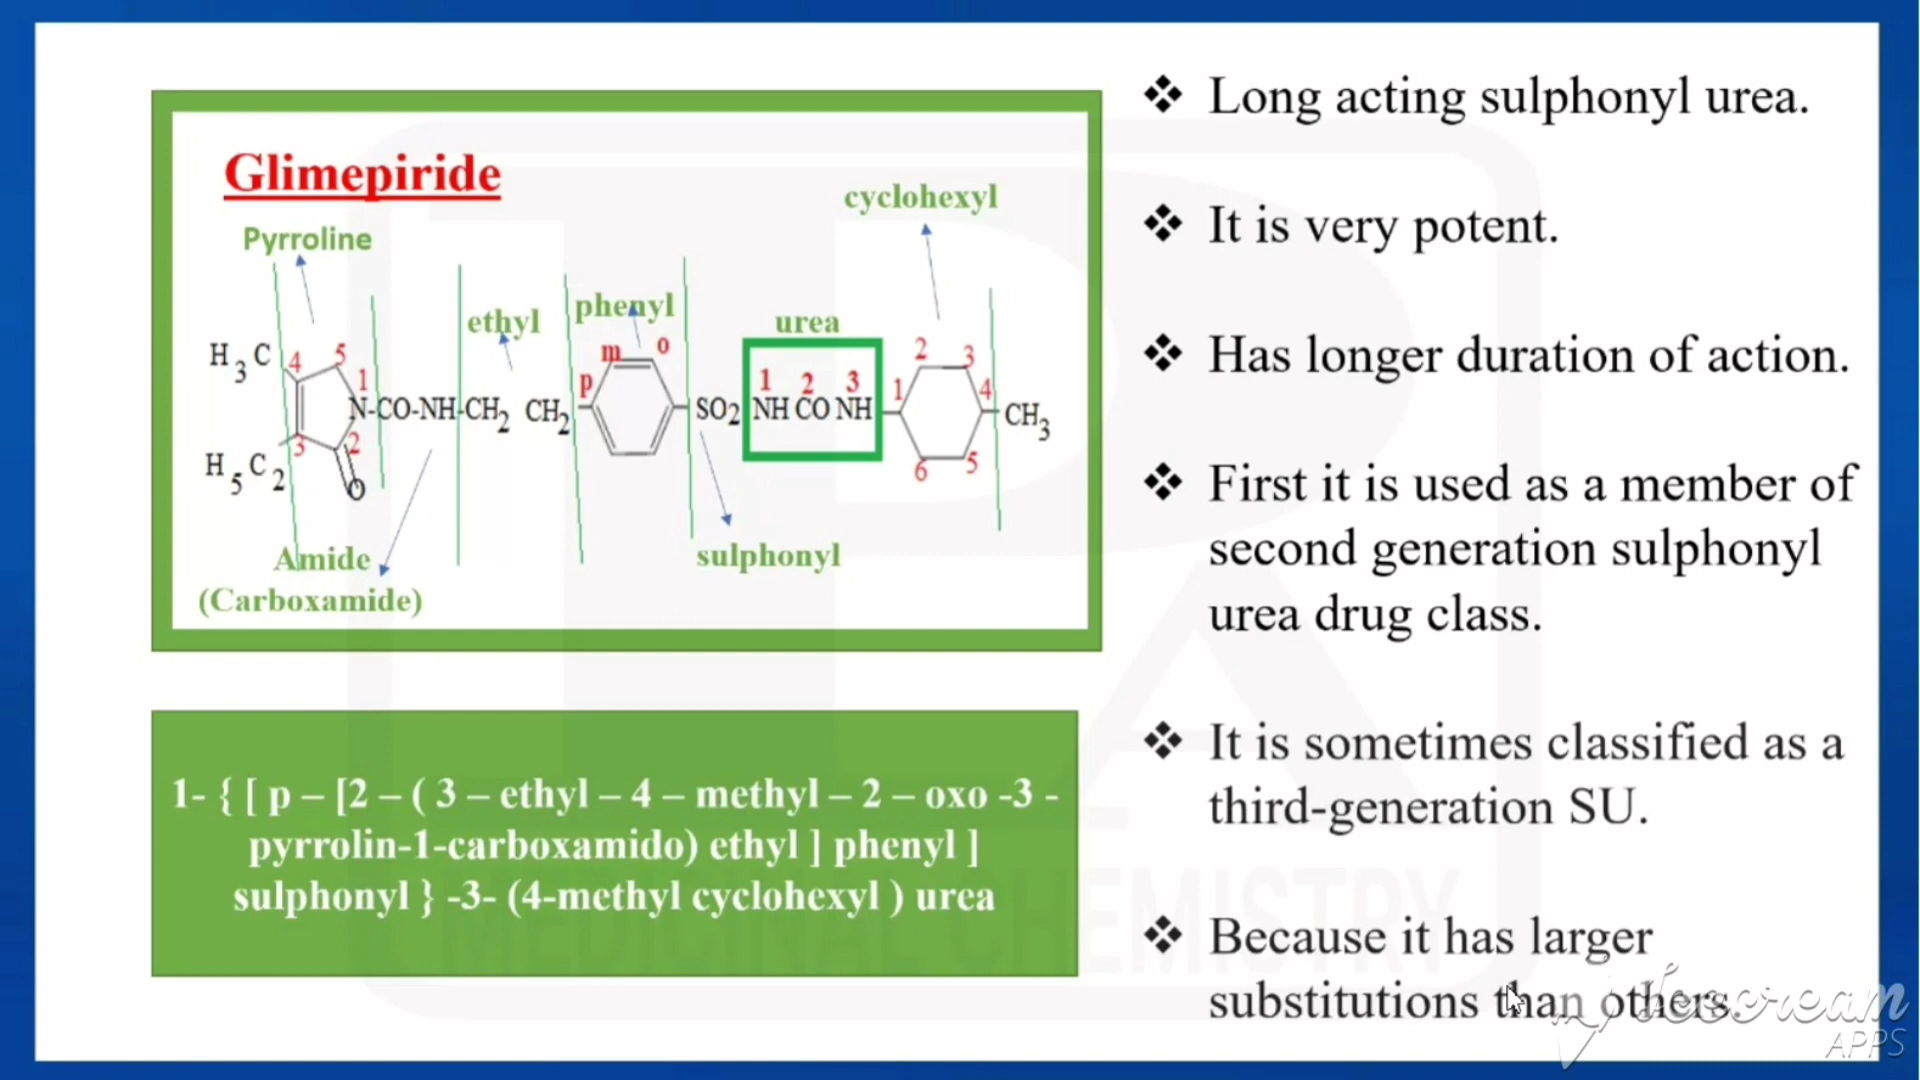 Glimepiride
cyclohexyl
Pyrroline
ethyl
phenyl
urea
H3C 4 5 1 m o 2 3
p 1 2 3 1 4
N-CO-NH-CH2 CH2 SO2 NH CO NH CH3
3 2 6 5
H5C2 O
Amide
(Carboxamide)
sulphonyl
1- { [ p – [2 – ( 3 – ethyl – 4 – methyl – 2 – oxo -3 -
pyrrolin-1-carboxamido) ethyl ] phenyl ]
sulphonyl } -3- (4-methyl cyclohexyl ) urea
❖ Long acting sulphonyl urea.
❖ It is very potent.
❖ Has longer duration of action.
❖ First it is used as a member of
second generation sulphonyl
urea drug class.
❖ It is sometimes classified as a
third-generation SU.
❖ Because it has larger
substitutions than others.
MEDICINAL CHEMISTRY
Icecream
APPS